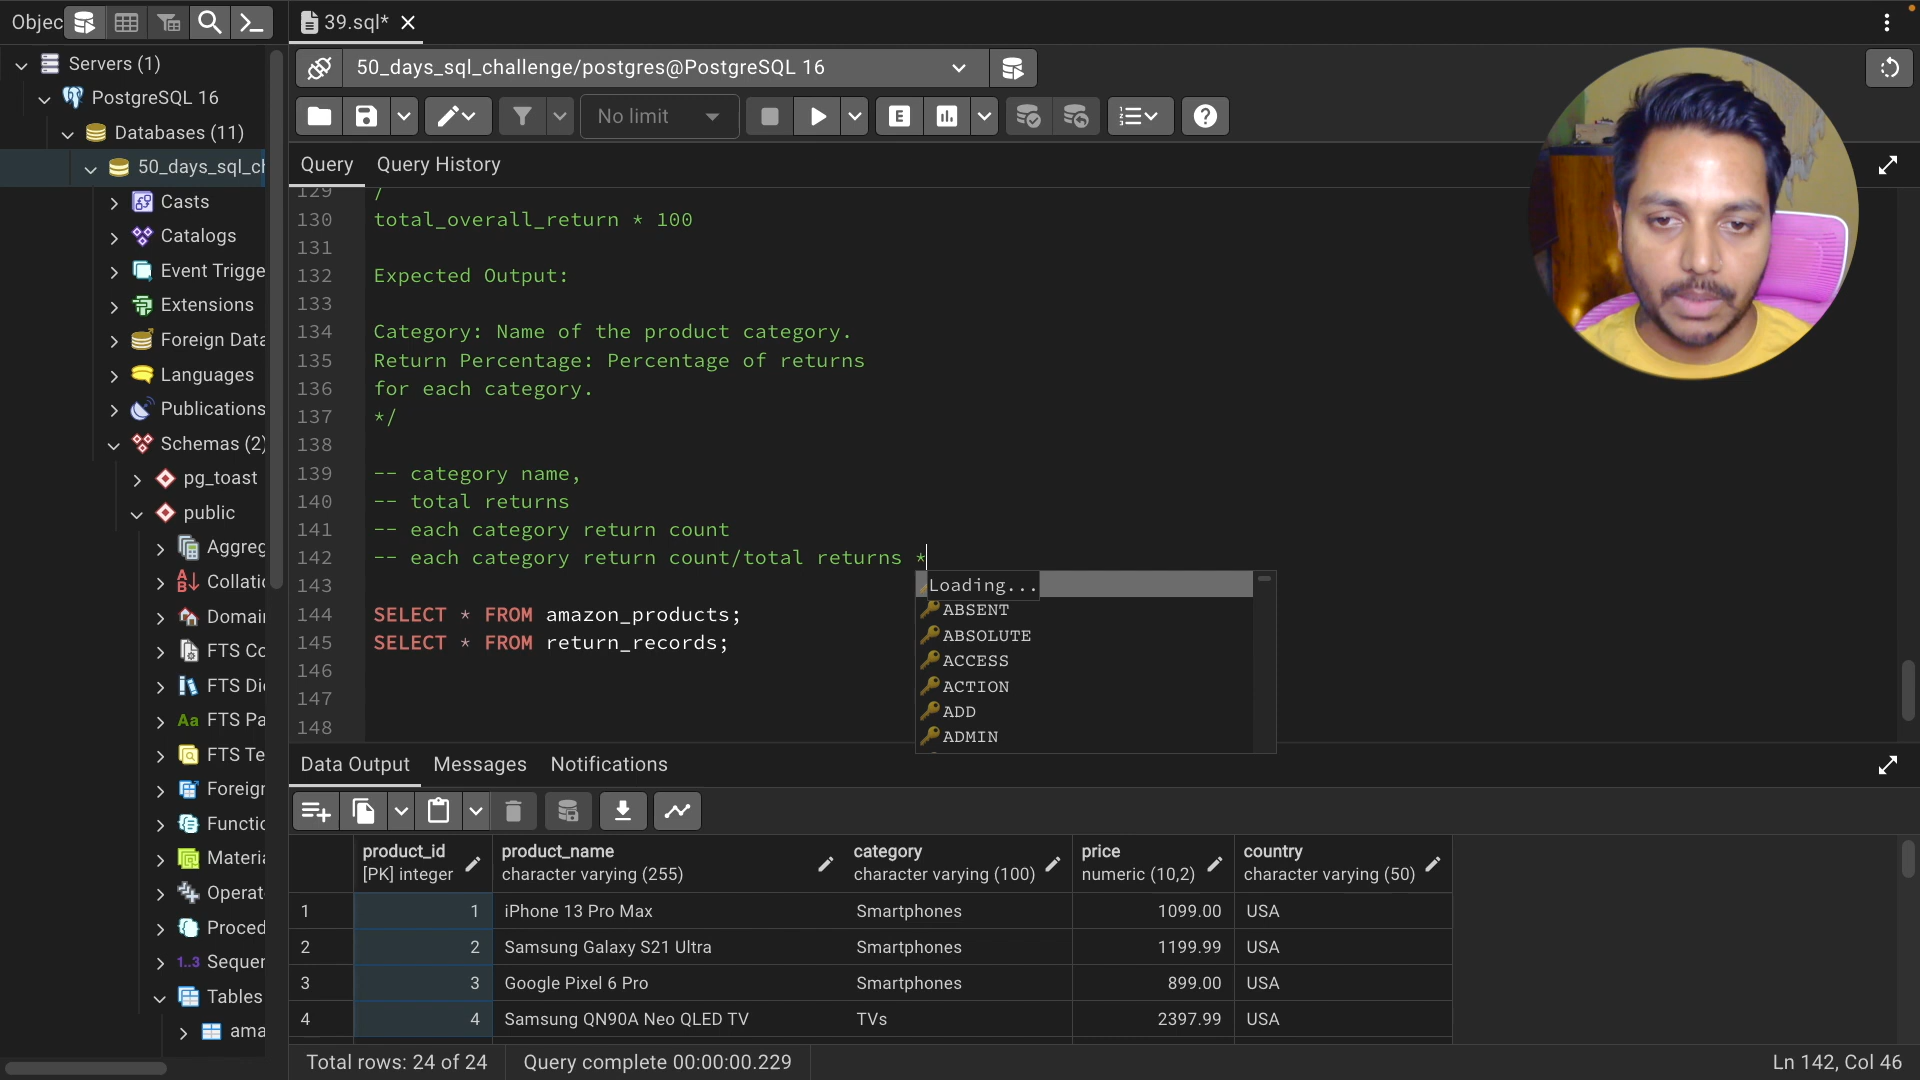 Objec
39.sql*
Servers (1)
PostgreSQL 16
Databases (11)
50_days_sql_ch
Casts
Catalogs
Event Trigge
Extensions
Foreign Data
Languages
Publications
Schemas (2)
pg_toast
public
Aggreg
Collatic
Domai
FTS Co
FTS Di
Aa FTS Pa
FTS Te
Foreigr
Functic
Materia
Operat
Proced
1..3 Sequer
Tables
ama
50_days_sql_challenge/postgres@PostgreSQL 16
No limit
E
Query Query History
129 /
130 total_overall_return * 100
131
132 Expected Output:
133
134 Category: Name of the product category.
135 Return Percentage: Percentage of returns
136 for each category.
137 */
138
139 -- category name,
140 -- total returns
141 -- each category return count
142 -- each category return count/total returns *
143
144 SELECT * FROM amazon_products;
145 SELECT * FROM return_records;
146
147
148
Loading...
ABSENT
ABSOLUTE
ACCESS
ACTION
ADD
ADMIN
Data Output Messages Notifications
product_id product_name category price country
[PK] integer character varying (255) character varying (100) numeric (10,2) character varying (50)
1 1 iPhone 13 Pro Max Smartphones 1099.00 USA
2 2 Samsung Galaxy S21 Ultra Smartphones 1199.99 USA
3 3 Google Pixel 6 Pro Smartphones 899.00 USA
4 4 Samsung QN90A Neo QLED TV TVs 2397.99 USA
Total rows: 24 of 24 Query complete 00:00:00.229 Ln 142, Col 46